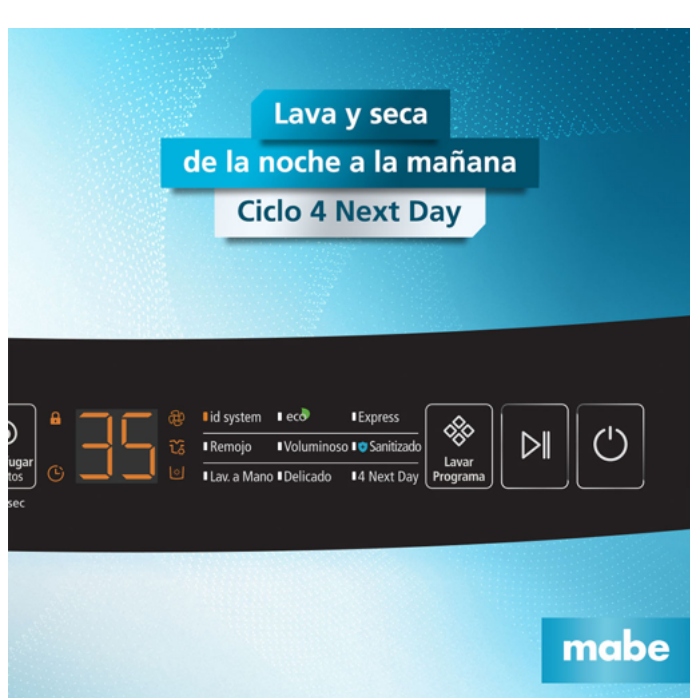 Lava y seca
de la noche a la mañana
Ciclo 4 Next Day
35
id system eco Express
Remojo Voluminoso Sanitizado
Lav. a Mano Delicado 4 Next Day
Lavar
Programa
sec
mabe